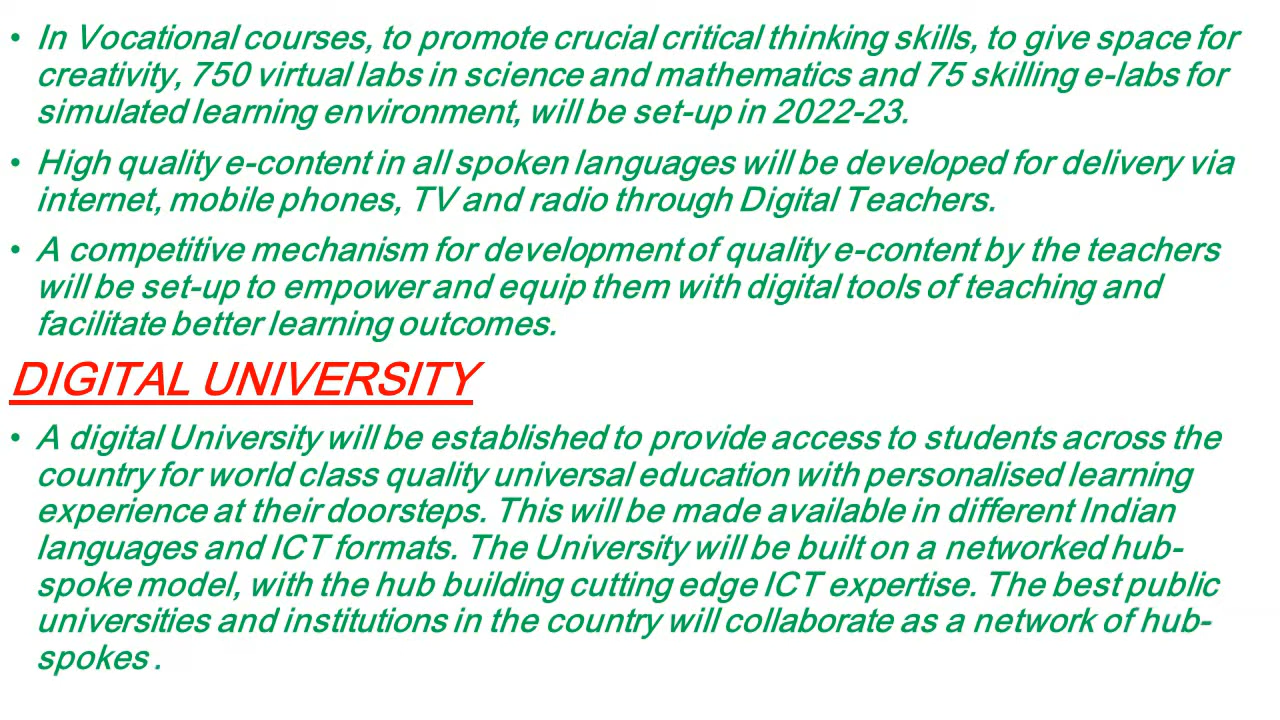 • In Vocational courses, to promote crucial critical thinking skills, to give space for
creativity, 750 virtual labs in science and mathematics and 75 skilling e-labs for
simulated learning environment, will be set-up in 2022-23.
• High quality e-content in all spoken languages will be developed for delivery via
internet, mobile phones, TV and radio through Digital Teachers.
• A competitive mechanism for development of quality e-content by the teachers
will be set-up to empower and equip them with digital tools of teaching and
facilitate better learning outcomes.
DIGITAL UNIVERSITY
• A digital University will be established to provide access to students across the
country for world class quality universal education with personalised learning
experience at their doorsteps. This will be made available in different Indian
languages and ICT formats. The University will be built on a networked hub-
spoke model, with the hub building cutting edge ICT expertise. The best public
universities and institutions in the country will collaborate as a network of hub-
spokes .